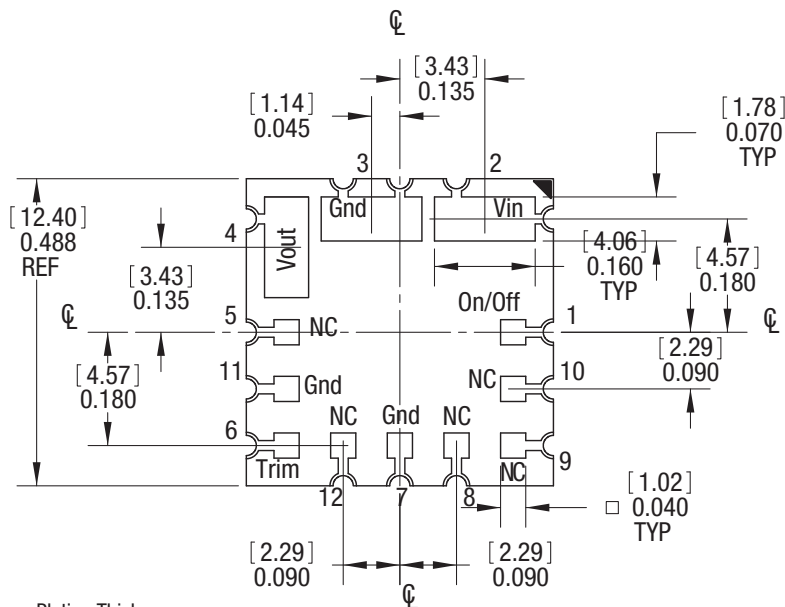 ℄
[3.43]
0.135
[1.14]
0.045
[1.78]
0.070
TYP
3
2
Gnd
Vin
[12.40]
0.488
REF
4
Vout
[4.06]
0.160
TYP
[4.57]
0.180
[3.43]
0.135
On/Off
℄
5
NC
1
℄
[2.29]
0.090
[4.57]
0.180
11
Gnd
NC
10
NC
Gnd
NC
6
Trim
NC
9
12
7
8
□ [1.02]
0.040
TYP
[2.29]
0.090
[2.29]
0.090
℄